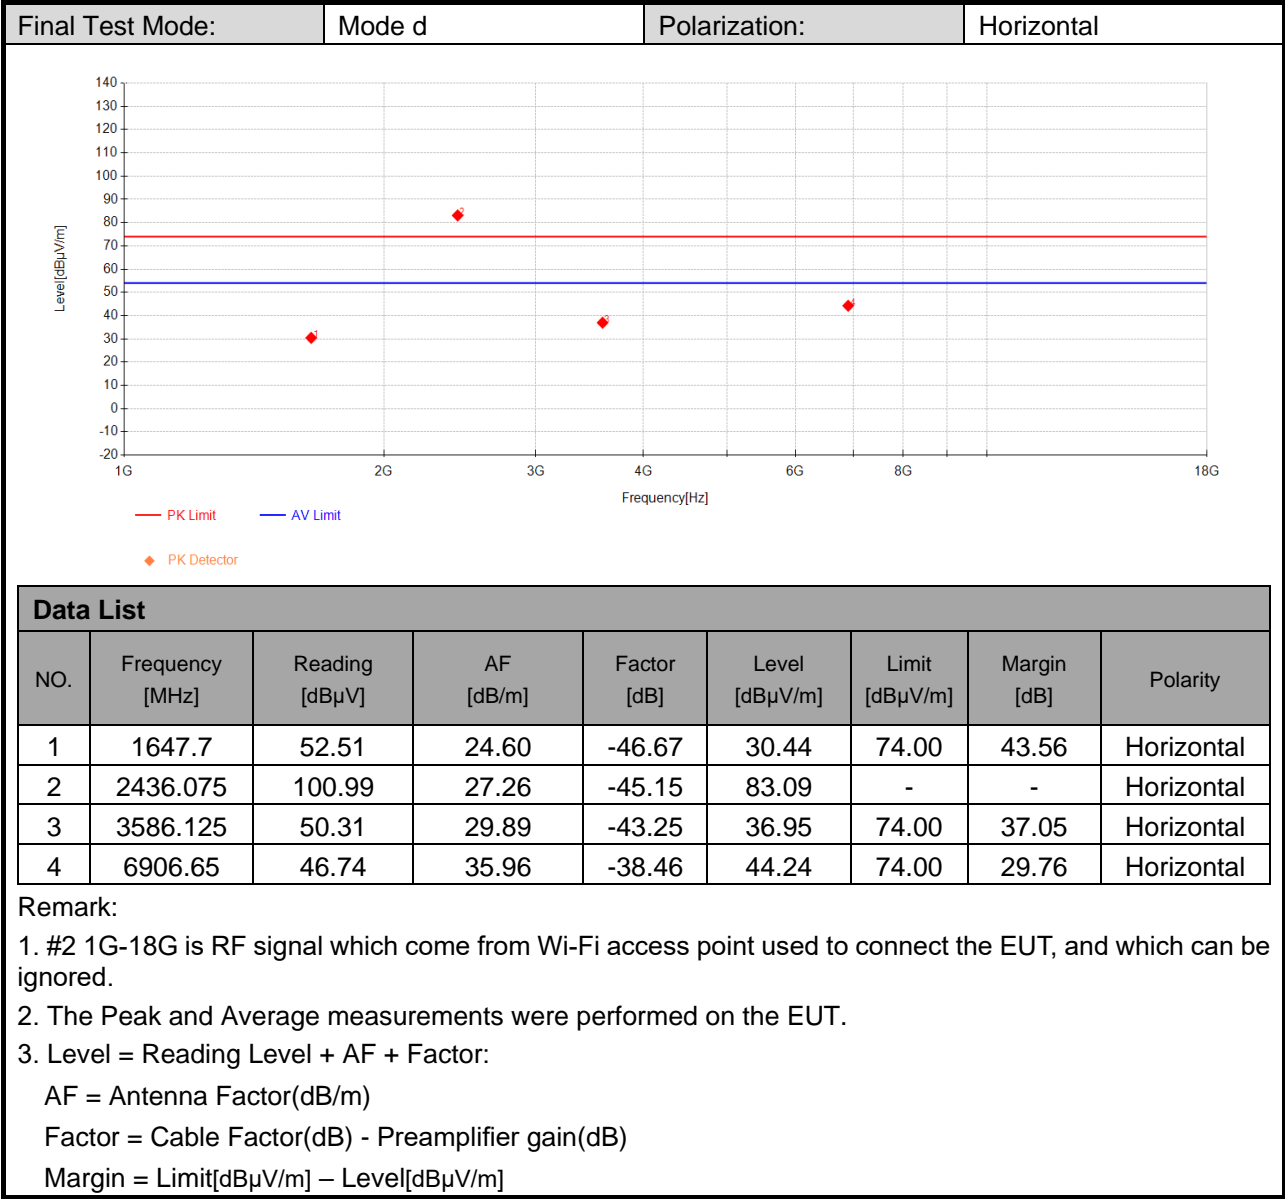 Final Test Mode: Mode d Polarization: Horizontal
140
130
120
110
100
90
80
70
60
50
40
30
20
10
0
-10
-20
Level[dBμV/m]
1
2
3
4
1G 2G 3G 4G 6G 8G 18G
Frequency[Hz]
PK Limit AV Limit
PK Detector
Data List
NO. Frequency [MHz] Reading [dBμV] AF [dB/m] Factor [dB] Level [dBμV/m] Limit [dBμV/m] Margin [dB] Polarity
1 1647.7 52.51 24.60 -46.67 30.44 74.00 43.56 Horizontal
2 2436.075 100.99 27.26 -45.15 83.09 - - Horizontal
3 3586.125 50.31 29.89 -43.25 36.95 74.00 37.05 Horizontal
4 6906.65 46.74 35.96 -38.46 44.24 74.00 29.76 Horizontal
Remark:
1. #2 1G-18G is RF signal which come from Wi-Fi access point used to connect the EUT, and which can be
ignored.
2. The Peak and Average measurements were performed on the EUT.
3. Level = Reading Level + AF + Factor:
AF = Antenna Factor(dB/m)
Factor = Cable Factor(dB) - Preamplifier gain(dB)
Margin = Limit[dBμV/m] – Level[dBμV/m]